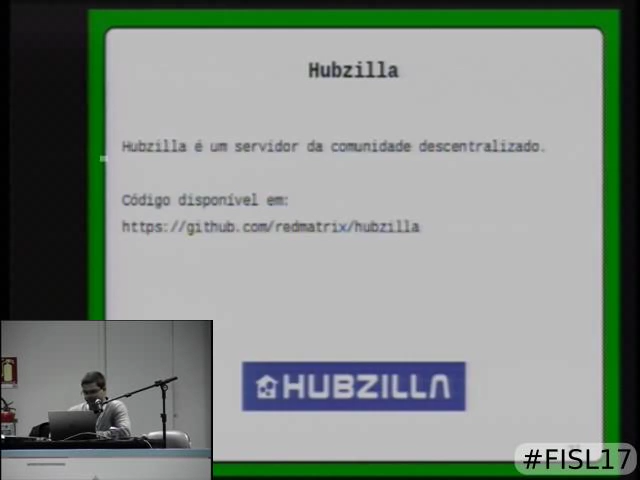 Hubzilla
Hubzilla é um servidor da comunidade descentralizado.
Código disponível em:
https://github.com/redmatrix/hubzilla
HUBZILLA
#FISL17